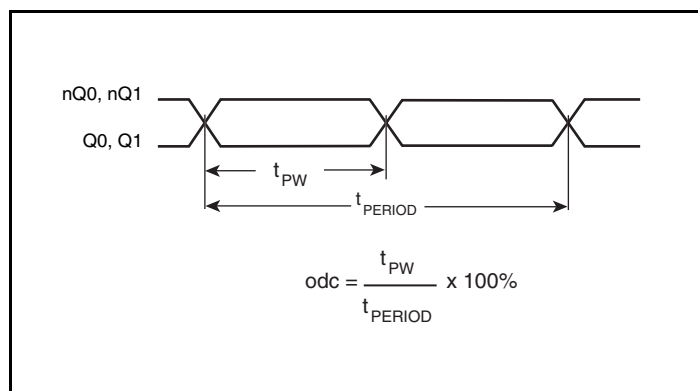 nQ0, nQ1
Q0, Q1
tPW
tPERIOD
odc = tPW / tPERIOD x 100%